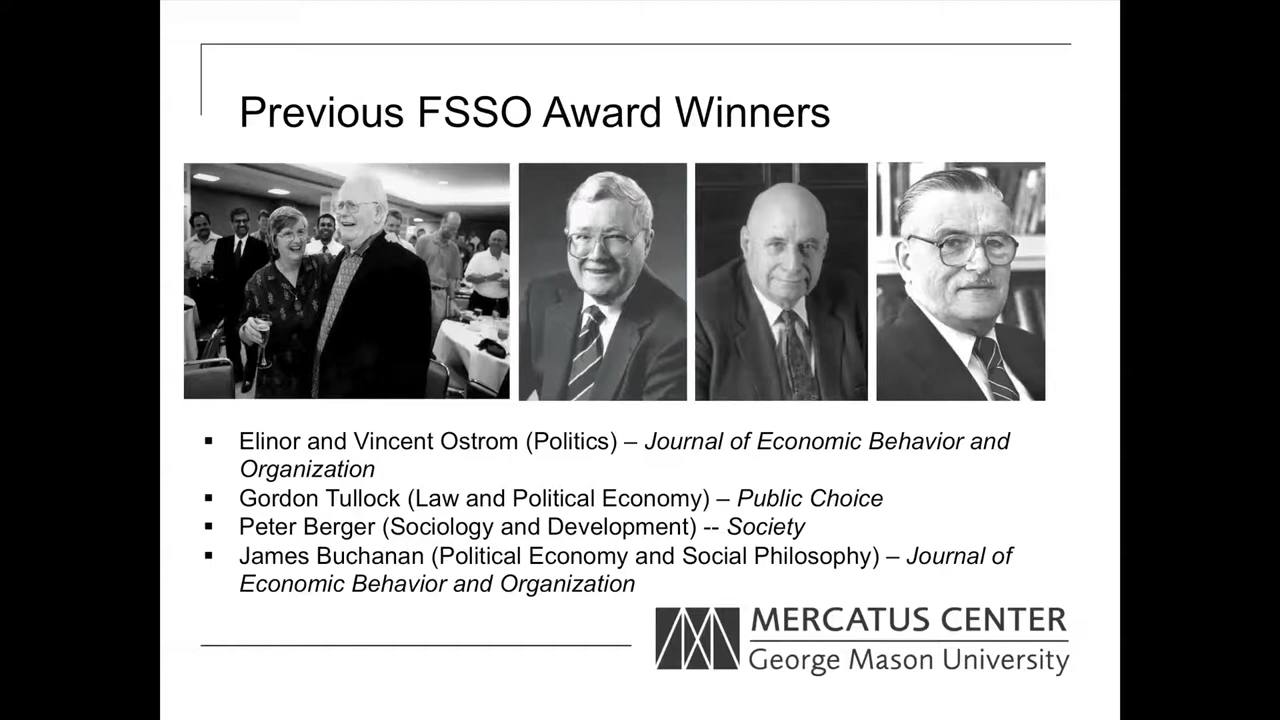 Previous FSSO Award Winners
▪ Elinor and Vincent Ostrom (Politics) – Journal of Economic Behavior and
Organization
▪ Gordon Tullock (Law and Political Economy) – Public Choice
▪ Peter Berger (Sociology and Development) -- Society
▪ James Buchanan (Political Economy and Social Philosophy) – Journal of
Economic Behavior and Organization
MERCATUS CENTER
George Mason University